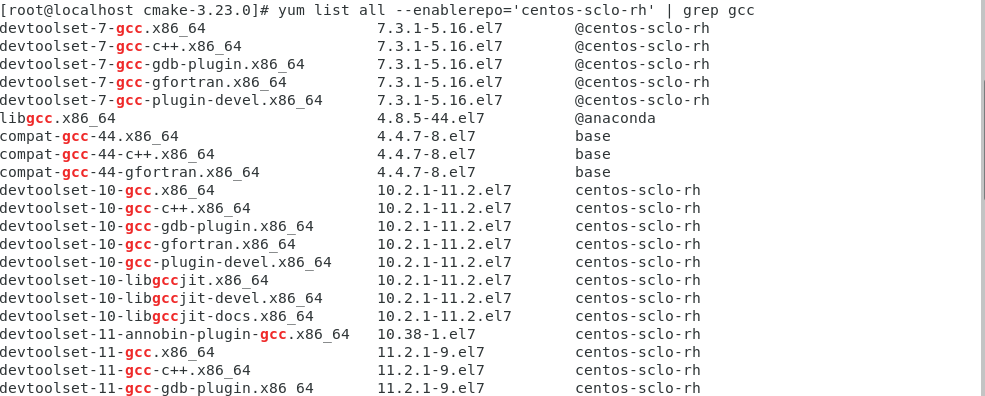 [root@localhost cmake-3.23.0]# yum list all --enablerepo='centos-sclo-rh' | grep gcc
devtoolset-7-gcc.x86_64 7.3.1-5.16.el7 @centos-sclo-rh
devtoolset-7-gcc-c++.x86_64 7.3.1-5.16.el7 @centos-sclo-rh
devtoolset-7-gcc-gdb-plugin.x86_64 7.3.1-5.16.el7 @centos-sclo-rh
devtoolset-7-gcc-gfortran.x86_64 7.3.1-5.16.el7 @centos-sclo-rh
devtoolset-7-gcc-plugin-devel.x86_64 7.3.1-5.16.el7 @centos-sclo-rh
libgcc.x86_64 4.8.5-44.el7 @anaconda
compat-gcc-44.x86_64 4.4.7-8.el7 base
compat-gcc-44-c++.x86_64 4.4.7-8.el7 base
compat-gcc-44-gfortran.x86_64 4.4.7-8.el7 base
devtoolset-10-gcc.x86_64 10.2.1-11.2.el7 centos-sclo-rh
devtoolset-10-gcc-c++.x86_64 10.2.1-11.2.el7 centos-sclo-rh
devtoolset-10-gcc-gdb-plugin.x86_64 10.2.1-11.2.el7 centos-sclo-rh
devtoolset-10-gcc-gfortran.x86_64 10.2.1-11.2.el7 centos-sclo-rh
devtoolset-10-gcc-plugin-devel.x86_64 10.2.1-11.2.el7 centos-sclo-rh
devtoolset-10-libgccjit.x86_64 10.2.1-11.2.el7 centos-sclo-rh
devtoolset-10-libgccjit-devel.x86_64 10.2.1-11.2.el7 centos-sclo-rh
devtoolset-10-libgccjit-docs.x86_64 10.2.1-11.2.el7 centos-sclo-rh
devtoolset-11-annobin-plugin-gcc.x86_64 10.38-1.el7 centos-sclo-rh
devtoolset-11-gcc.x86_64 11.2.1-9.el7 centos-sclo-rh
devtoolset-11-gcc-c++.x86_64 11.2.1-9.el7 centos-sclo-rh
devtoolset-11-gcc-gdb-plugin.x86_64 11.2.1-9.el7 centos-sclo-rh